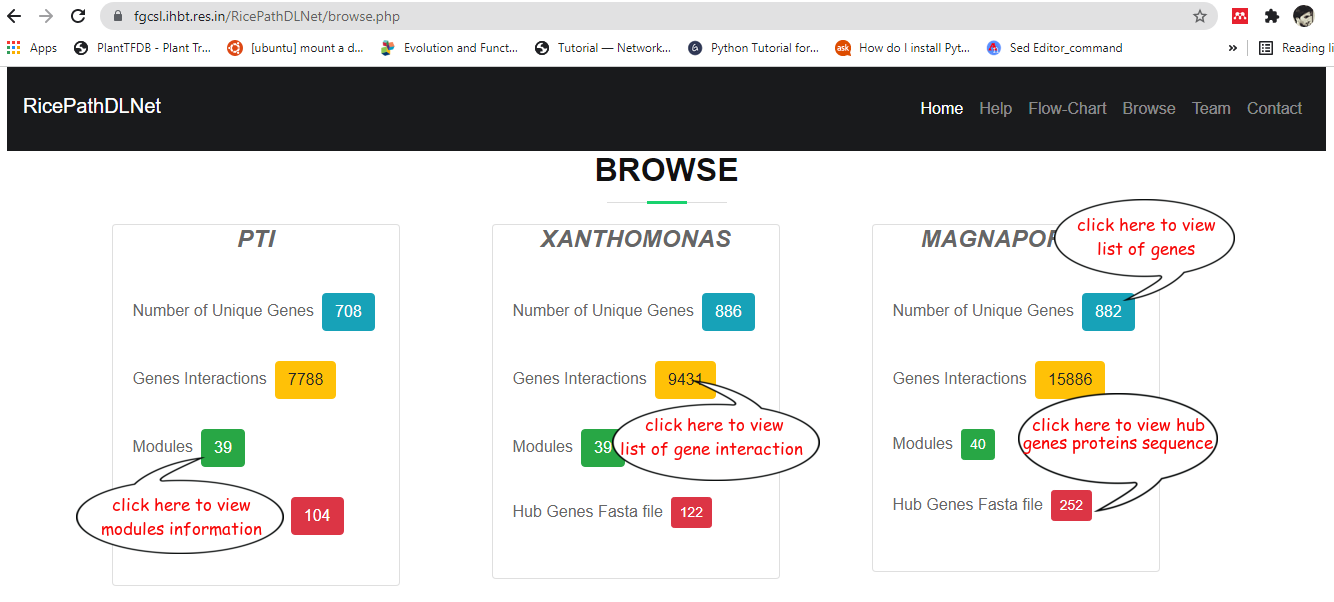 fgcsl.ihbt.res.in/RicePathDLNet/browse.php
Apps PlantTFDB - Plant Tr... [ubuntu] mount a d... Evolution and Funct... Tutorial — Network... Python Tutorial for... How do I install Pyt... Sed Editor_command » Reading li
RicePathDLNet
Home Help Flow-Chart Browse Team Contact
BROWSE
PTI
Number of Unique Genes 708
Genes Interactions 7788
Modules 39
click here to view
modules information
104
XANTHOMONAS
Number of Unique Genes 886
Genes Interactions 9431
click here to view
list of gene interaction
Modules 39
Hub Genes Fasta file 122
MAGNAPOR
click here to view
list of genes
Number of Unique Genes 882
Genes Interactions 15886
click here to view hub
genes proteins sequence
Modules 40
Hub Genes Fasta file 252